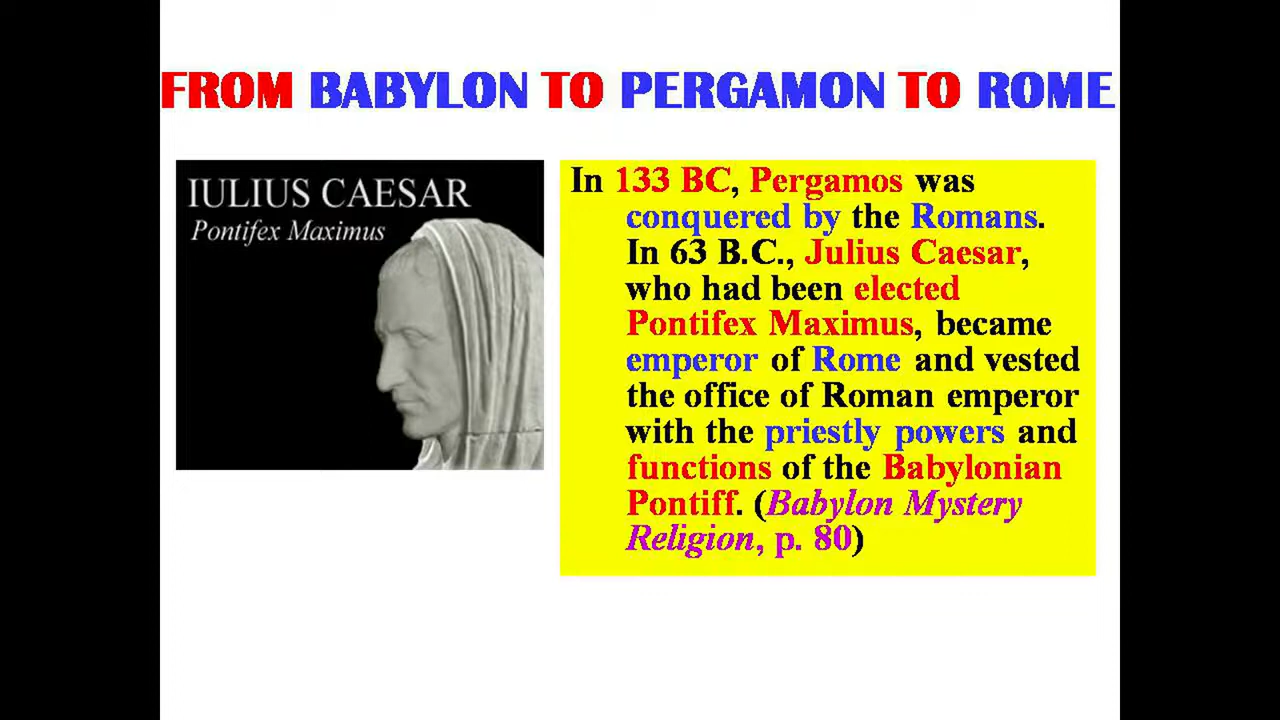 FROM BABYLON TO PERGAMON TO ROME
IULIUS CAESAR
Pontifex Maximus
In 133 BC, Pergamos was
conquered by the Romans.
In 63 B.C., Julius Caesar,
who had been elected
Pontifex Maximus, became
emperor of Rome and vested
the office of Roman emperor
with the priestly powers and
functions of the Babylonian
Pontiff. (Babylon Mystery
Religion, p. 80)